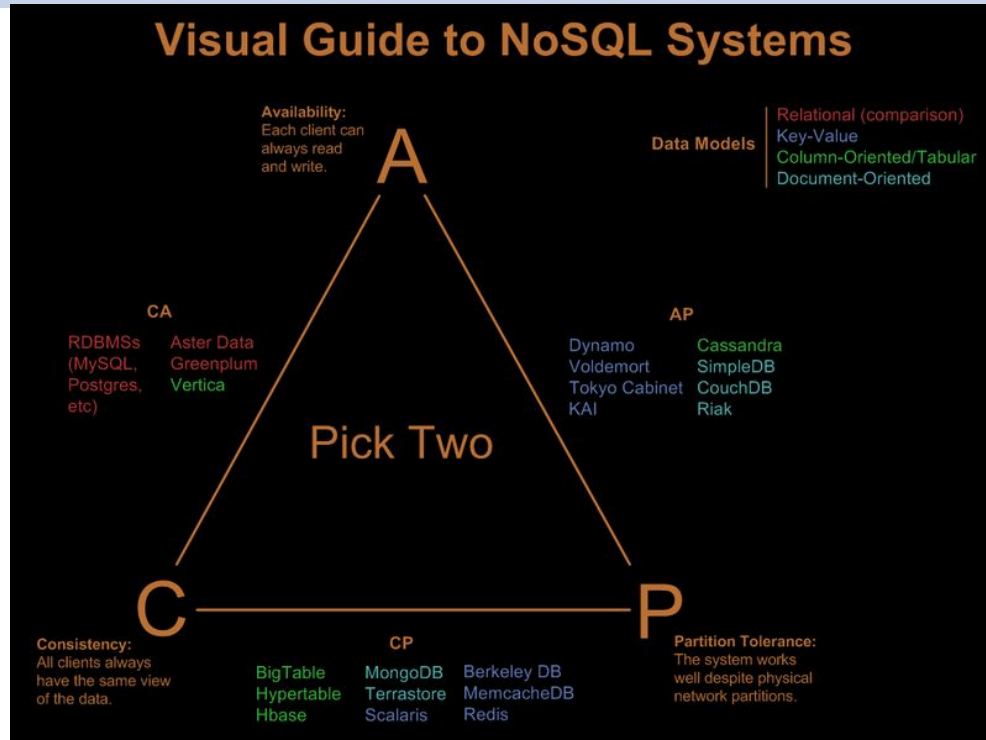 Visual Guide to NoSQL Systems
Availability:
Each client can
always read
and write.
A
Data Models
Relational (comparison)
Key-Value
Column-Oriented/Tabular
Document-Oriented
CA
RDBMSs
(MySQL,
Postgres,
etc)
Aster Data
Greenplum
Vertica
AP
Dynamo
Voldemort
Tokyo Cabinet
KAI
Cassandra
SimpleDB
CouchDB
Riak
Pick Two
C
P
Consistency:
All clients always
have the same view
of the data.
CP
BigTable
Hypertable
Hbase
MongoDB
Terrastore
Scalaris
Berkeley DB
MemcacheDB
Redis
Partition Tolerance:
The system works
well despite physical
network partitions.